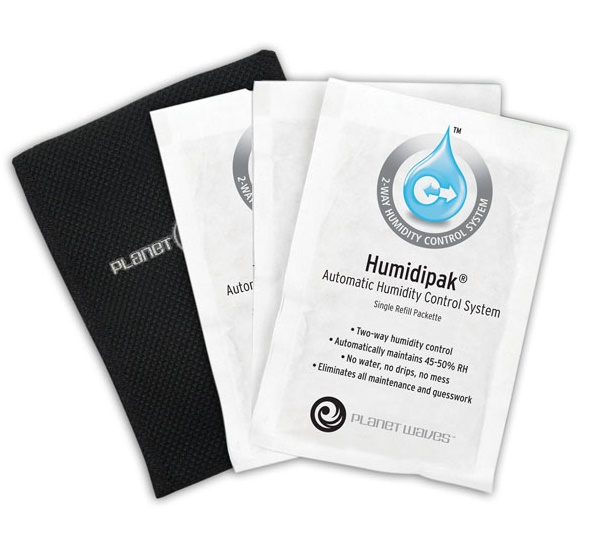 PLANET
2-WAY
Autom
TM
2-WAY HUMIDITY CONTROL SYSTEM
Humidipak®
Automatic Humidity Control System
Single Refill Packette
• Two-way humidity control
• Automatically maintains 45-50% RH
• No water, no drips, no mess
• Eliminates all maintenance and guesswork
PLANET WAVES™